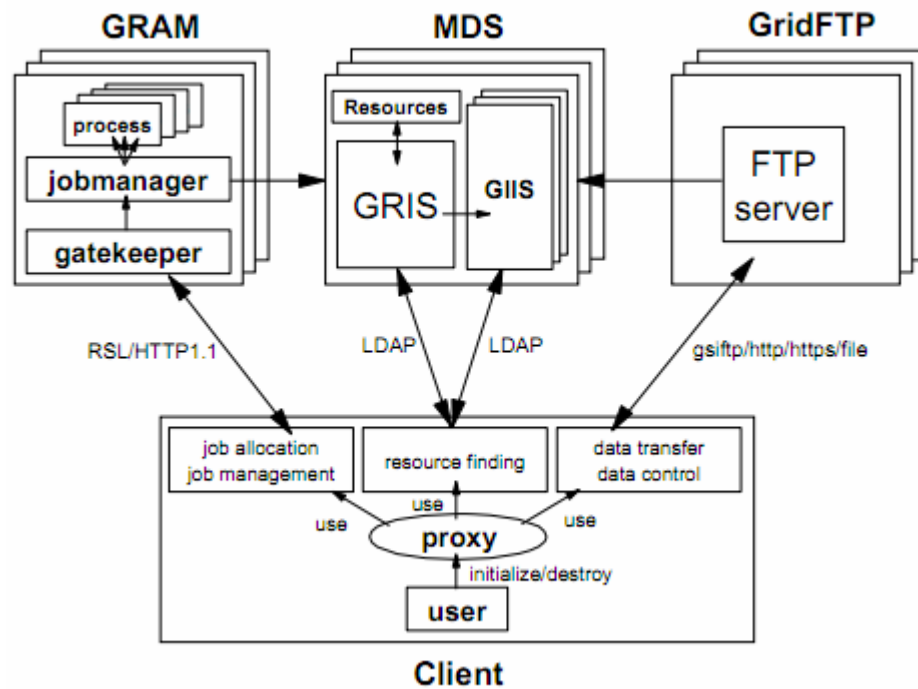 GRAM
MDS
GridFTP
process
jobmanager
gatekeeper
Resources
GRIS
GIIS
FTP
server
RSL/HTTP1.1
LDAP
LDAP
gsiftp/http/https/file
job allocation
job management
resource finding
data transfer
data control
use
use
use
proxy
initialize/destroy
user
Client